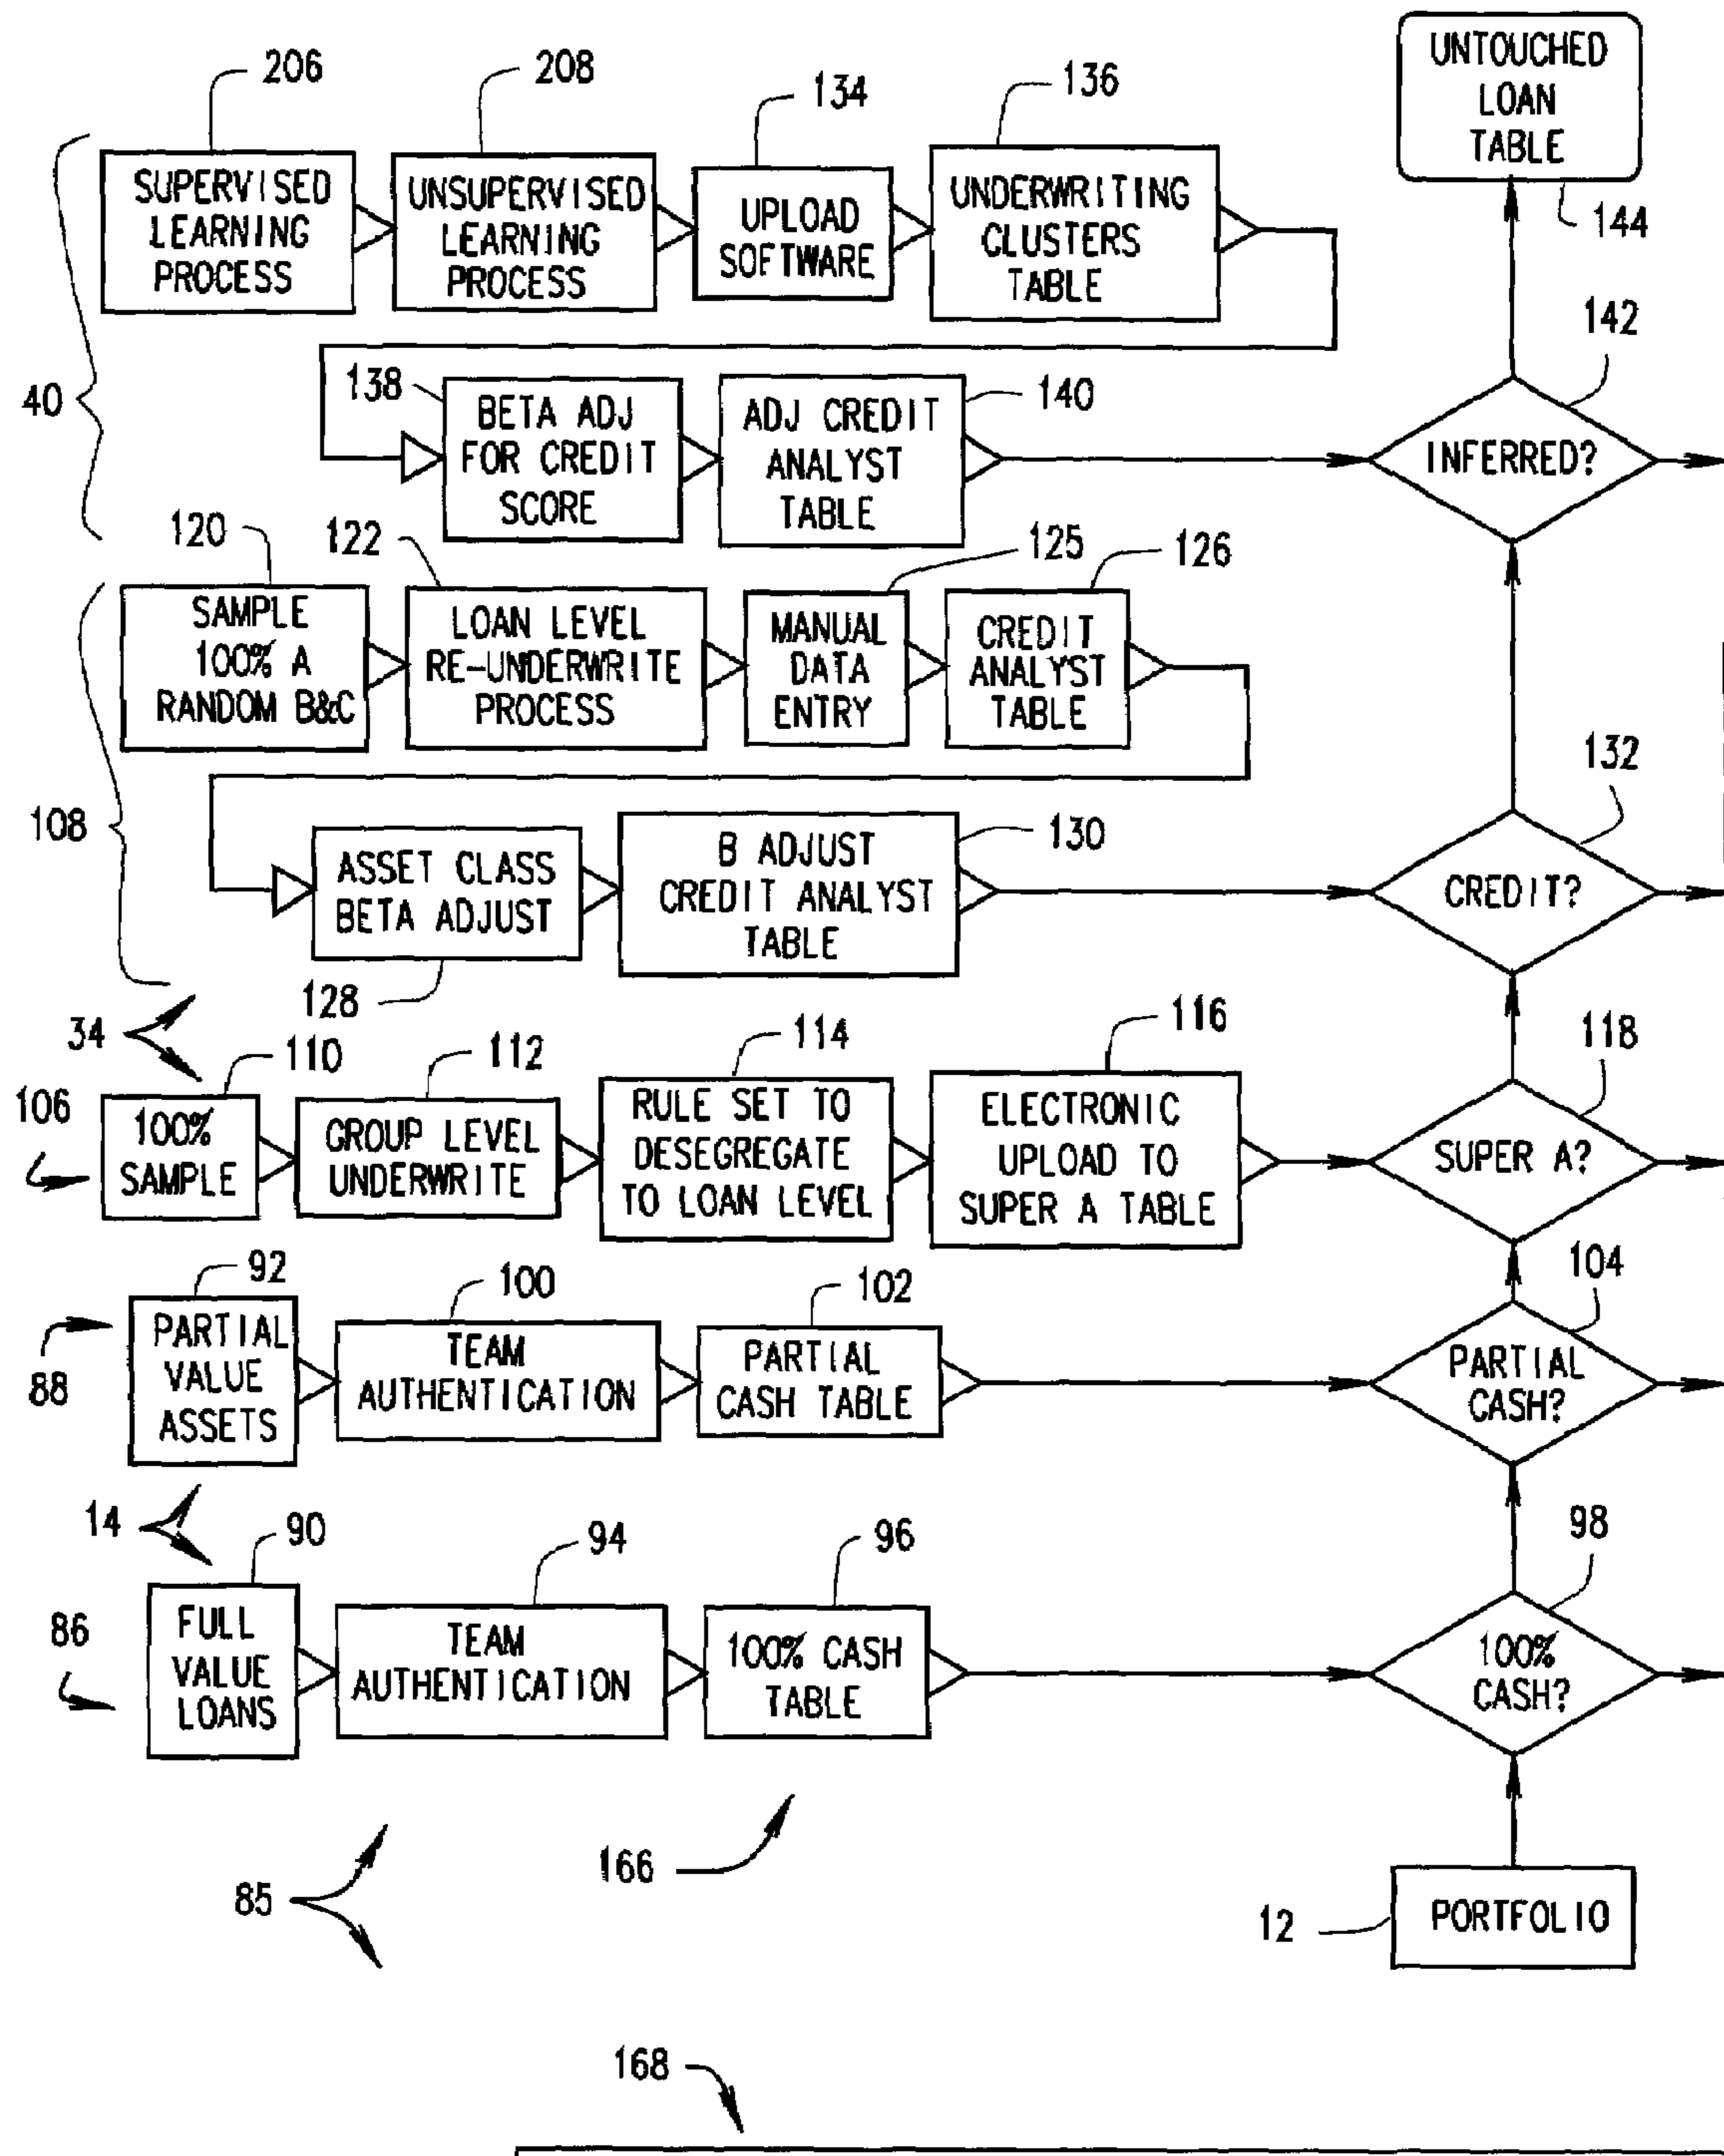 UNTOUCHED
LOAN
TABLE
144
206
208
134
136
SUPERVISED
LEARNING
PROCESS
UNSUPERVISED
LEARNING
PROCESS
UPLOAD
SOFTWARE
UNDERWRITING
CLUSTERS
TABLE
40
142
138
BETA ADJ
FOR CREDIT
SCORE
ADJ CREDIT
ANALYST
TABLE
140
INFERRED?
120
122
125
126
SAMPLE
100% A
RANDOM B&C
LOAN LEVEL
RE-UNDERWRITE
PROCESS
MANUAL
DATA
ENTRY
CREDIT
ANALYST
TABLE
108
132
ASSET CLASS
BETA ADJUST
128
B ADJUST
CREDIT ANALYST
TABLE
130
CREDIT?
34
110
112
114
116
118
106
100%
SAMPLE
GROUP LEVEL
UNDERWRITE
RULE SET TO
DESEGREGATE
TO LOAN LEVEL
ELECTRONIC
UPLOAD TO
SUPER A TABLE
SUPER A?
92
100
102
104
88
PARTIAL
VALUE
ASSETS
TEAM
AUTHENTICATION
PARTIAL
CASH TABLE
PARTIAL
CASH?
14
90
94
96
98
86
FULL
VALUE
LOANS
TEAM
AUTHENTICATION
100% CASH
TABLE
100%
CASH?
166
85
12
PORTFOLIO
168